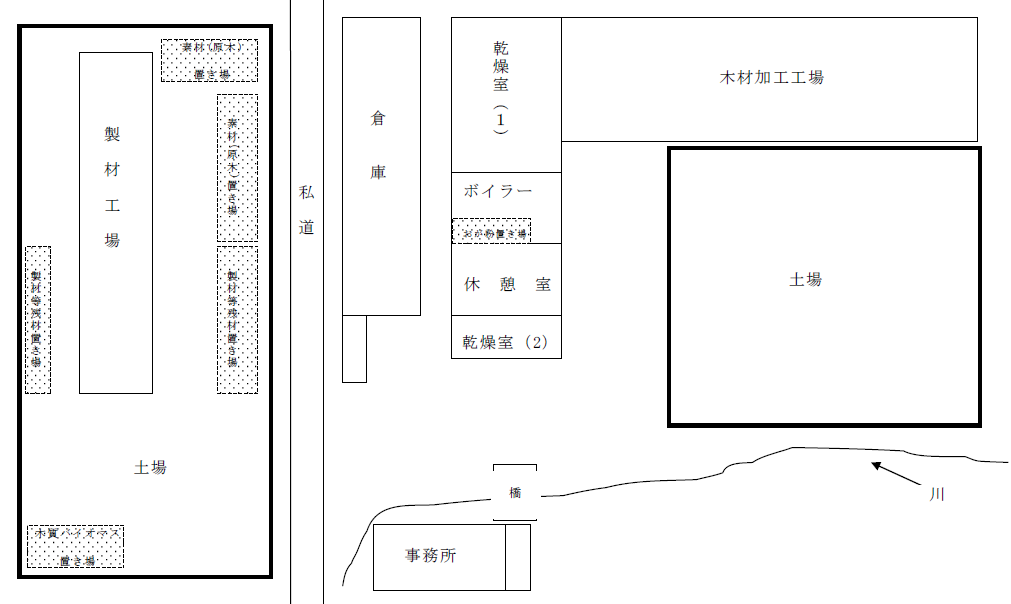 素材(原木)
置き場
製材工場
素材(原木)置き場
製材等残材置き場
製材等残材置き場
土場
木質バイオマス
置き場
私道
倉庫
乾燥室(1)
ボイラー
おが粉置き場
休憩室
乾燥室(2)
木材加工工場
土場
橋
川
事務所